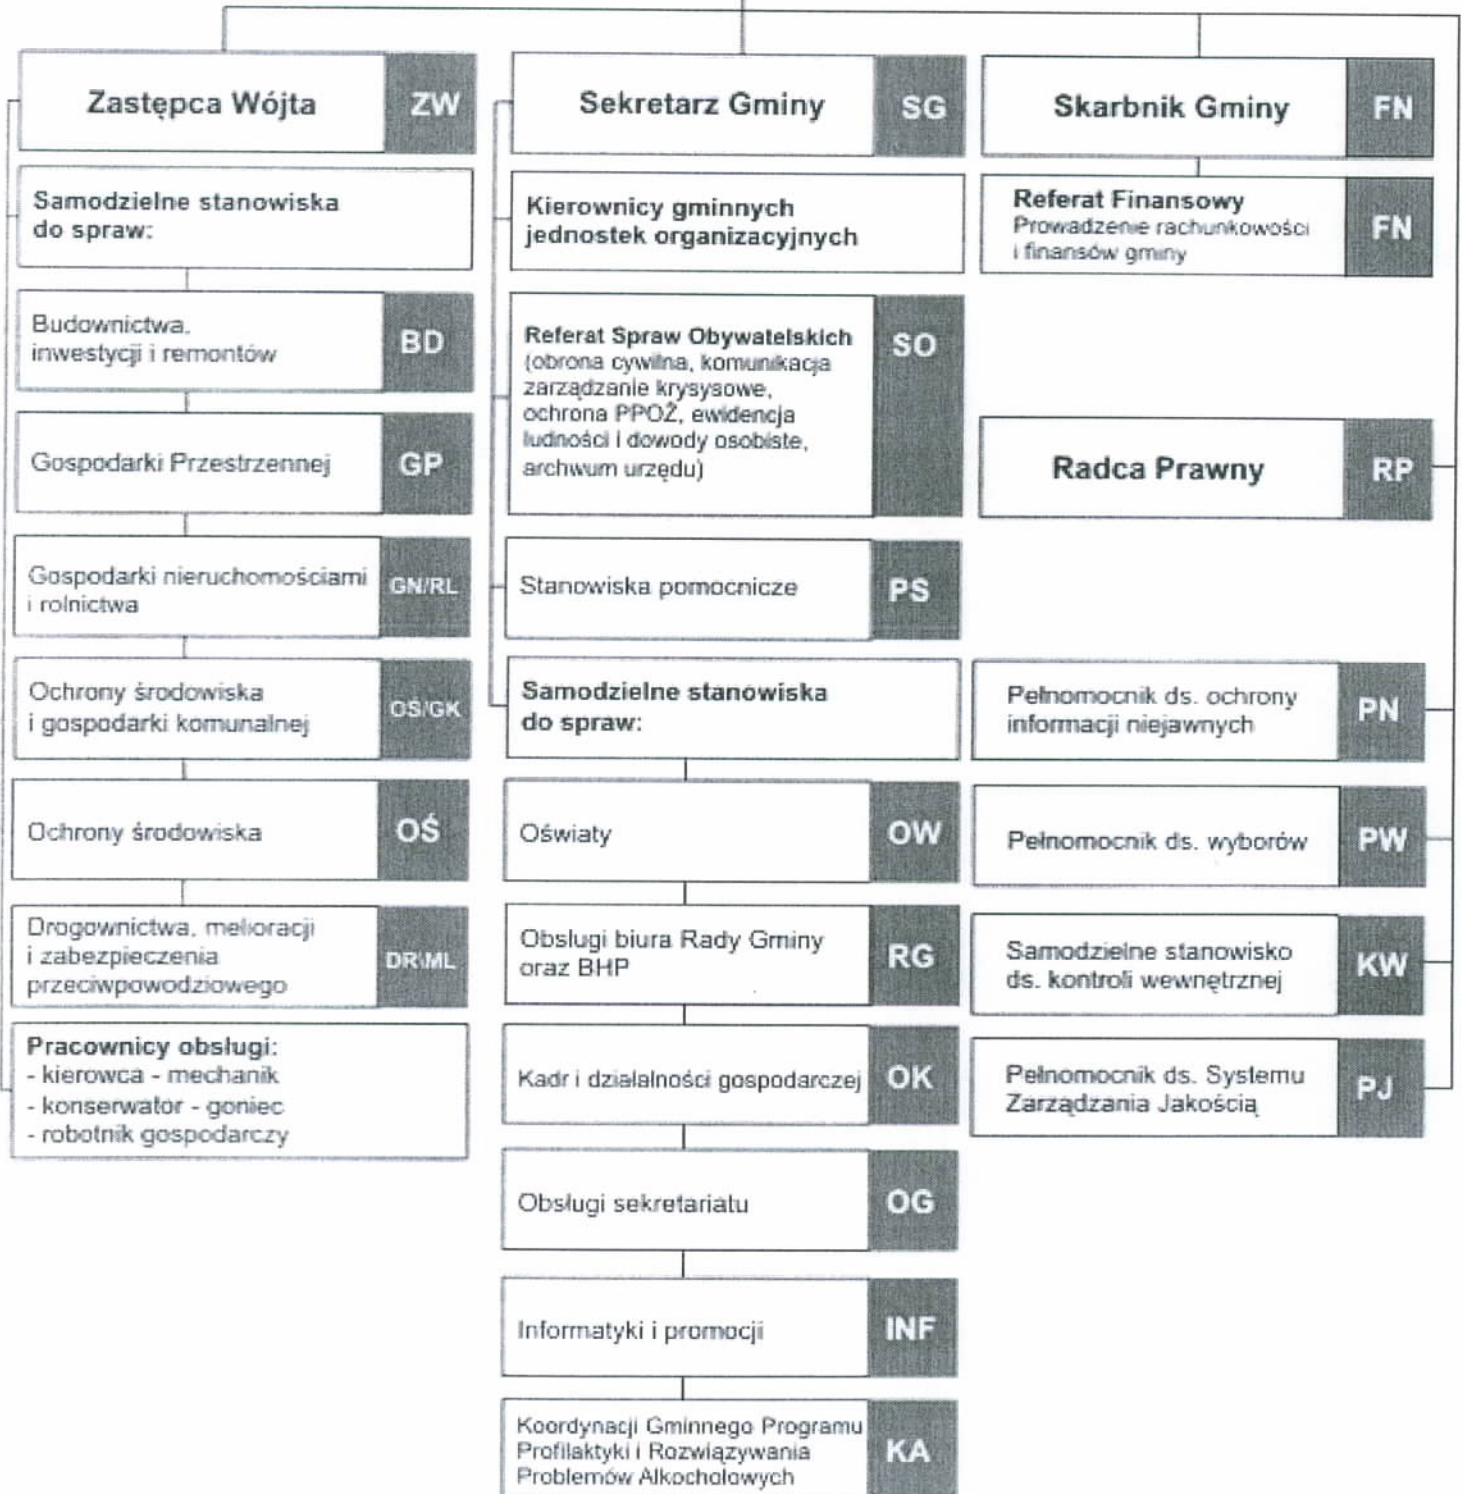 Zastępca Wójta ZW
Samodzielne stanowiska
do spraw:
Budownictwa,
inwestycji i remontów
BD
Gospodarki Przestrzennej GP
Gospodarki nieruchomościami
i rolnictwa
GN/RL
Ochrony środowiska
i gospodarki komunalnej
OS/GK
Ochrony środowiska OŚ
Drogownictwa, melioracji
i zabezpieczenia
przeciwpowodziowego
DR\ML
Pracownicy obsługi:
- kierowca - mechanik
- konserwator - goniec
- robotnik gospodarczy
Sekretarz Gminy SG
Kierownicy gminnych
jednostek organizacyjnych
Referat Spraw Obywatelskich
(obrona cywilna, komunikacja
zarządzanie krysysowe,
ochrona PPOŻ, ewidencja
ludności i dowody osobiste,
archwum urzędu)
SO
Stanowiska pomocnicze PS
Samodzielne stanowiska
do spraw:
Oświaty OW
Obsługi biura Rady Gminy
oraz BHP
RG
Kadr i działalności gospodarczej OK
Obsługi sekretariatu OG
Informatyki i promocji INF
Koordynacji Gminnego Programu
Profilaktyki i Rozwiązywania
Problemów Alkocholowych
KA
Skarbnik Gminy FN
Referat Finansowy
Prowadzenie rachunkowości
i finansów gminy
FN
Radca Prawny RP
Pełnomocnik ds. ochrony
informacji niejawnych
PN
Pełnomocnik ds. wyborów PW
Samodzielne stanowisko
ds. kontroli wewnętrznej
KW
Pełnomocnik ds. Systemu
Zarządzania Jakością
PJ